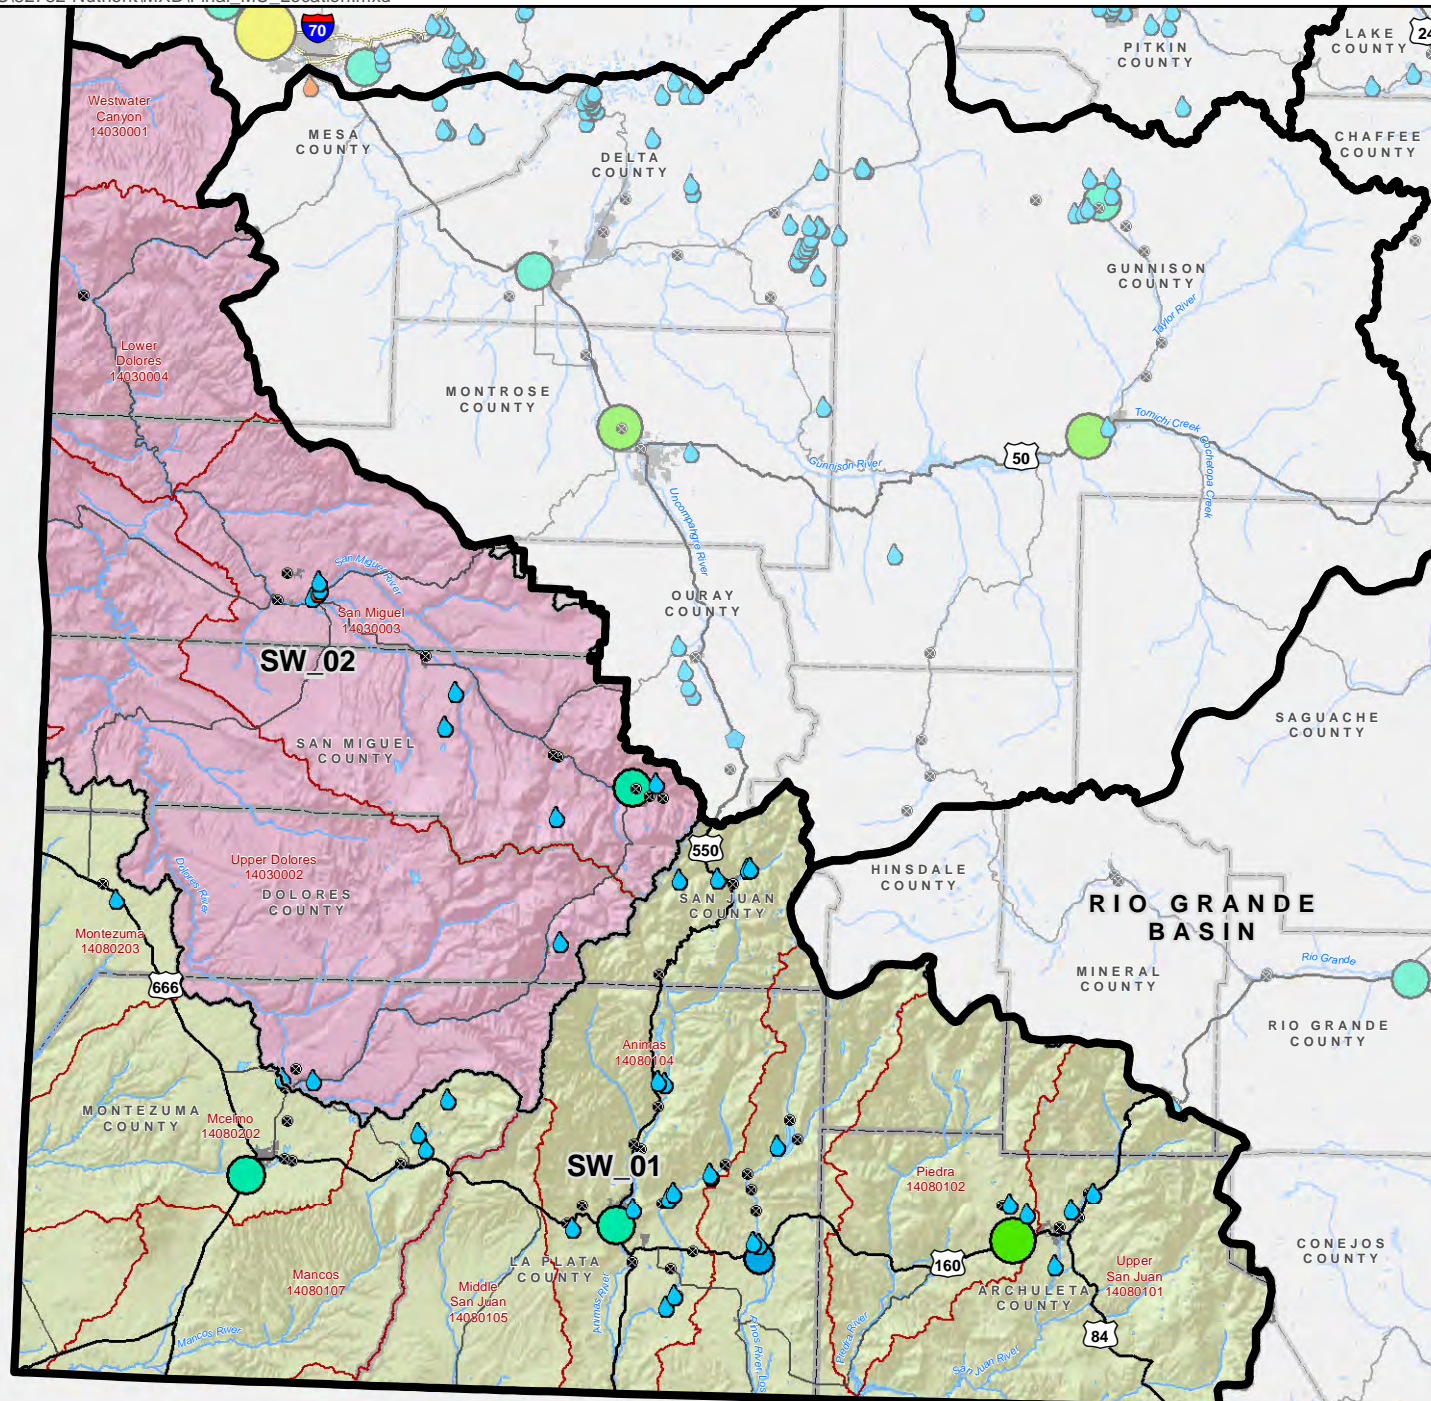 70
PITKIN
COUNTY
LAKE
COUNTY
24
Westwater
Canyon
14030001
MESA
COUNTY
DELTA
COUNTY
CHAFFEE
COUNTY
GUNNISON
COUNTY
Taylor River
Lower
Dolores
14030004
MONTROSE
COUNTY
Tomichi Creek
Cochetopa Creek
50
Gunnison River
Uncompahgre River
San Miguel River
OURAY
COUNTY
San Miguel
14030003
SW_02
SAGUACHE
COUNTY
SAN MIGUEL
COUNTY
550
Upper Dolores
14030002
DOLORES
COUNTY
Dolores River
HINSDALE
COUNTY
SAN JUAN
COUNTY
RIO GRANDE
BASIN
Montezuma
14080203
Rio Grande
MINERAL
COUNTY
666
RIO GRANDE
COUNTY
Animas
14080104
MONTEZUMA
COUNTY
Mcelmo
14080202
SW_01
Piedra
14080102
CONEJOS
COUNTY
LA PLATA
COUNTY
160
Upper
San Juan
14080101
Mancos
14080107
Middle
San Juan
14080105
ARCHULETA
COUNTY
Animas River
84
Mancos River
Pinos River, Los
Piedra River
San Juan River